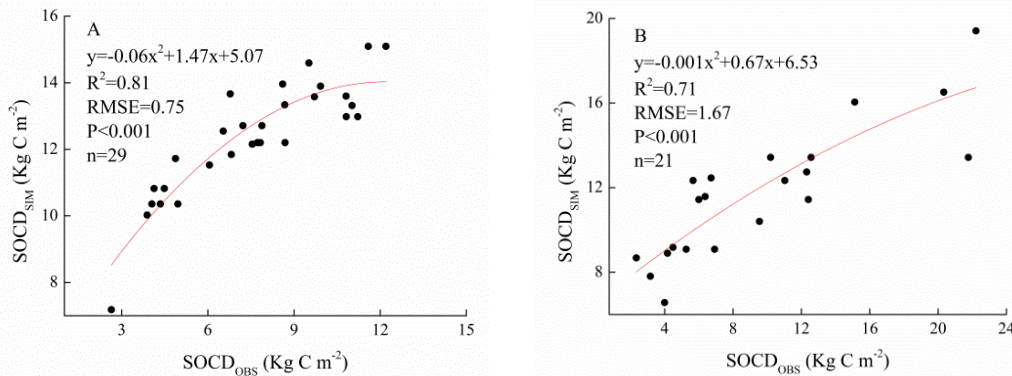 A
y=-0.06x²+1.47x+5.07
R²=0.81
RMSE=0.75
P<0.001
n=29
16
14
12
10
8
SOCD_SIM (Kg C m⁻²)
3 6 9 12 15
SOCD_OBS (Kg C m⁻²)
B
y=-0.001x²+0.67x+6.53
R²=0.71
RMSE=1.67
P<0.001
n=21
20
16
12
8
SOCD_SIM (Kg C m⁻²)
4 8 12 16 20 24
SOCD_OBS (Kg C m⁻²)